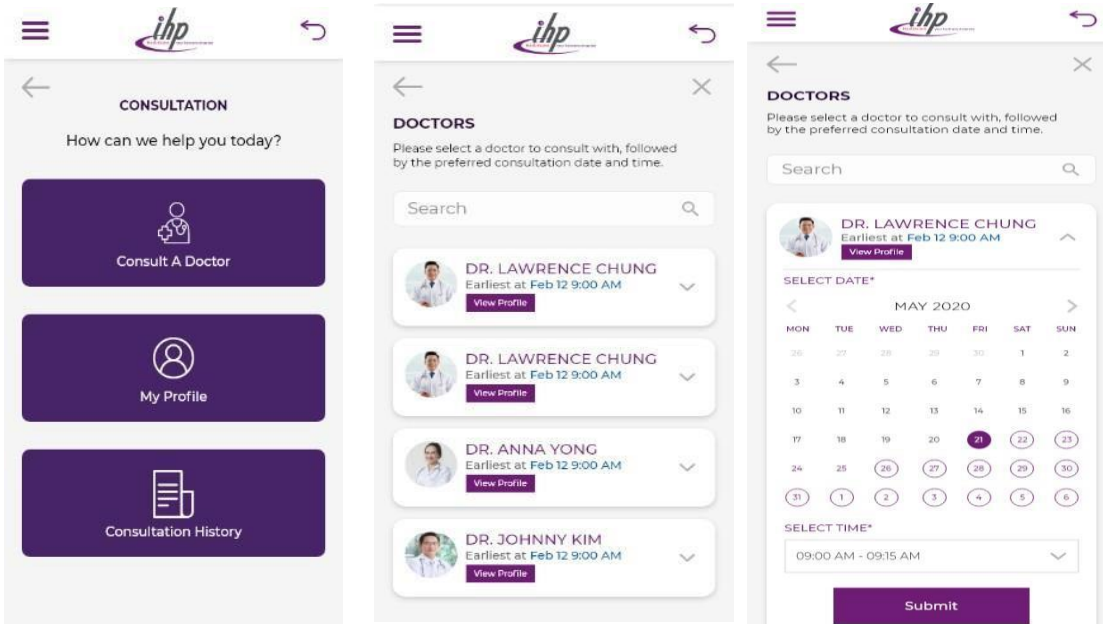 ihp
CONSULTATION
How can we help you today?
Consult A Doctor
My Profile
Consultation History
ihp
DOCTORS
Please select a doctor to consult with, followed
by the preferred consultation date and time.
Search
DR. LAWRENCE CHUNG
Earliest at Feb 12 9:00 AM
View Profile
DR. LAWRENCE CHUNG
Earliest at Feb 12 9:00 AM
View Profile
DR. ANNA YONG
Earliest at Feb 12 9:00 AM
View Profile
DR. JOHNNY KIM
Earliest at Feb 12 9:00 AM
View Profile
ihp
DOCTORS
Please select a doctor to consult with, followed
by the preferred consultation date and time.
Search
DR. LAWRENCE CHUNG
Earliest at Feb 12 9:00 AM
View Profile
SELECT DATE*
MAY 2020
MON TUE WED THU FRI SAT SUN
26 27 28 29 30 1 2
3 4 5 6 7 8 9
10 11 12 13 14 15 16
17 18 19 20 21 22 23
24 25 26 27 28 29 30
31 1 2 3 4 5 6
SELECT TIME*
09:00 AM - 09:15 AM
Submit